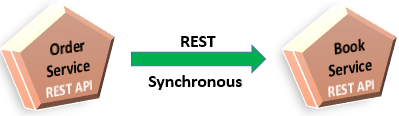 Order
Service
REST API
REST
Synchronous
Book
Service
REST API